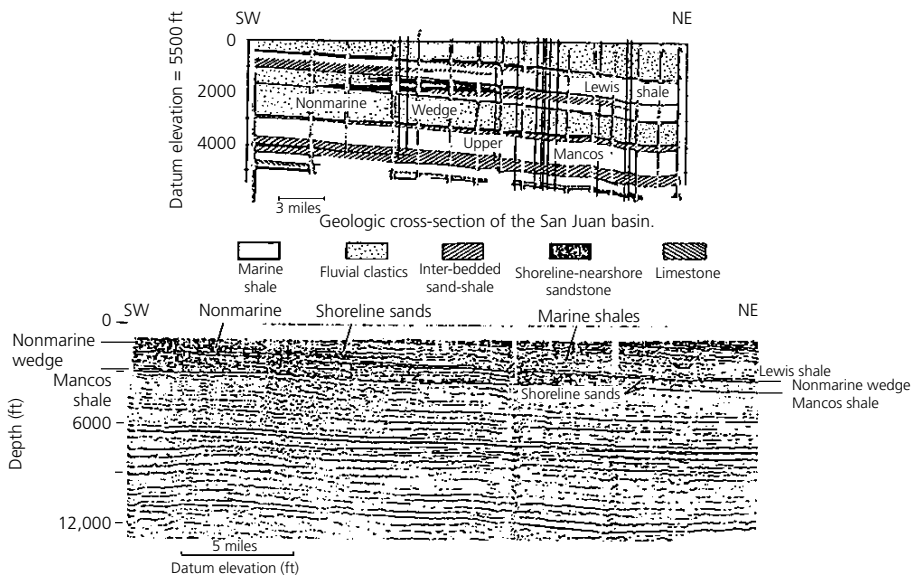 SW
NE
Datum elevation = 5500 ft
0
2000
4000
Lewis shale
Nonmarine Wedge
Upper Mancos
3 miles
Geologic cross-section of the San Juan basin.
Marine shale
Fluvial clastics
Inter-bedded sand-shale
Shoreline-nearshore sandstone
Limestone
SW
NE
Nonmarine
Shoreline sands
Marine shales
Depth (ft)
0
6000
12,000
Nonmarine wedge
Mancos shale
Shoreline sands
Lewis shale
Nonmarine wedge
Mancos shale
5 miles
Datum elevation (ft)